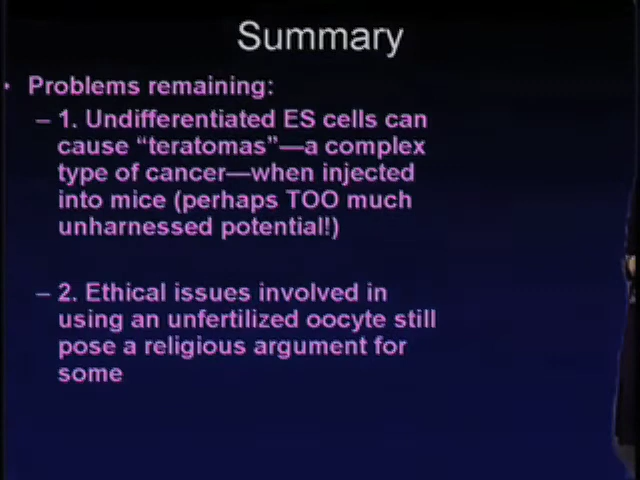 Summary
• Problems remaining:
– 1. Undifferentiated ES cells can
cause “teratomas”—a complex
type of cancer—when injected
into mice (perhaps TOO much
unharnessed potential!)
– 2. Ethical issues involved in
using an unfertilized oocyte still
pose a religious argument for
some